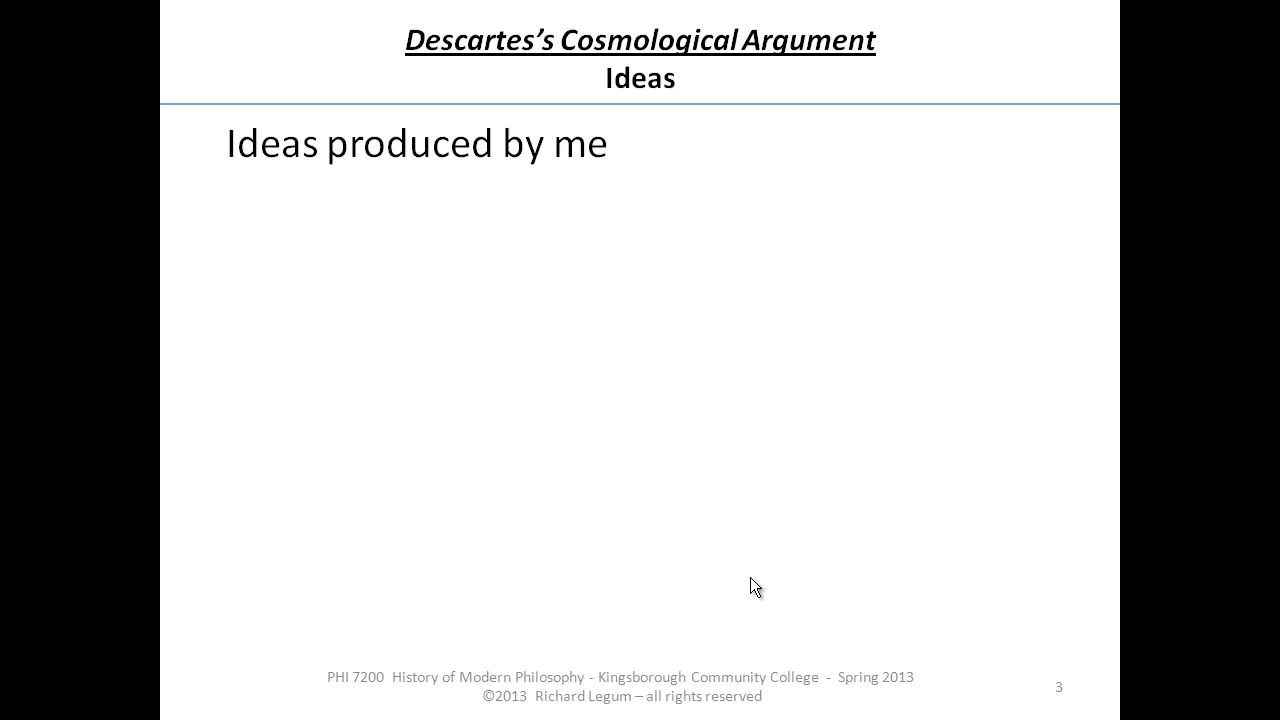 Descartes’s Cosmological Argument
Ideas
Ideas produced by me
PHI 7200 History of Modern Philosophy - Kingsborough Community College - Spring 2013
©2013 Richard Legum – all rights reserved
3